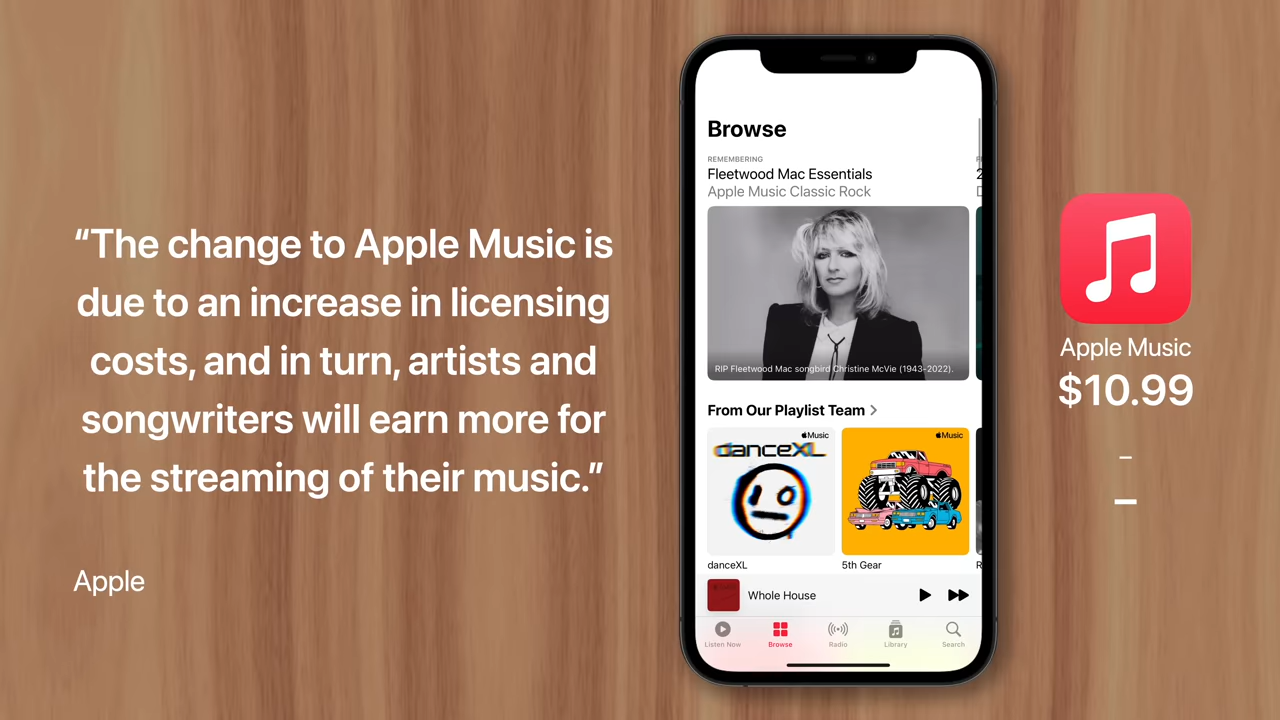 “The change to Apple Music is
due to an increase in licensing
costs, and in turn, artists and
songwriters will earn more for
the streaming of their music.”
Apple
Browse
REMEMBERING
Fleetwood Mac Essentials
Apple Music Classic Rock
RIP Fleetwood Mac songbird Christine McVie (1943-2022).
From Our Playlist Team >
Music
danceXL
Music
danceXL
5th Gear
Whole House
Listen Now
Browse
Radio
Library
Search
Apple Music
$10.99
–
–